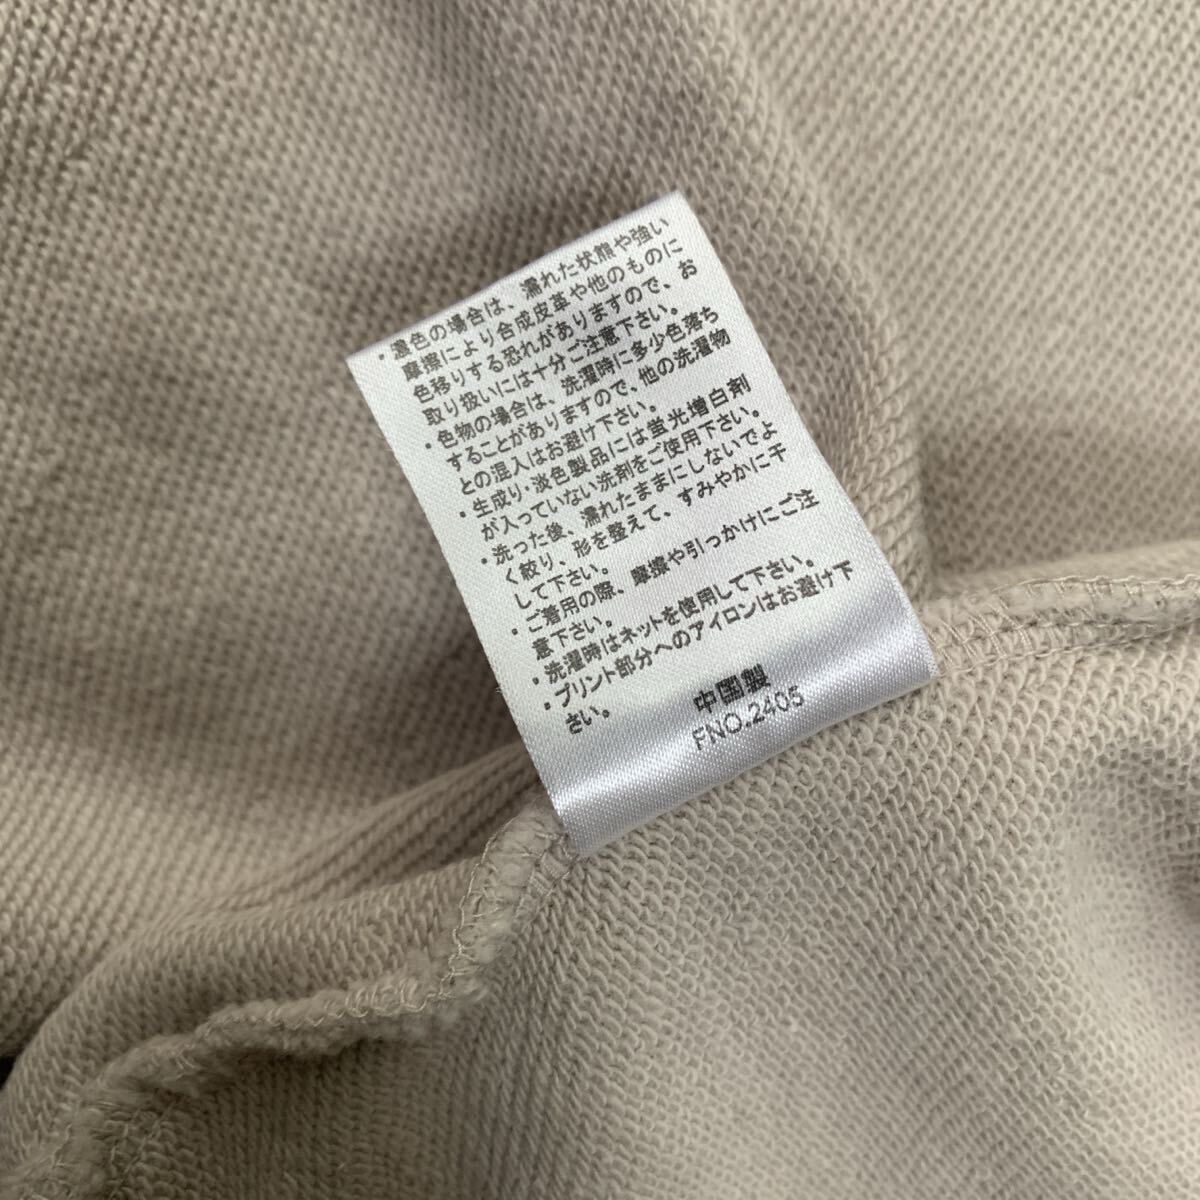 ・濃色の場合は、濡れた状態や強い
摩擦により合成皮革や他のものに
色移りする恐れがありますので、お
取り扱いには十分ご注意下さい。
・色物の場合は、洗濯時に多少色落ち
することがありますので、他の洗濯物
との混入はお避け下さい。
・生成り・淡色製品には蛍光増白剤
が入っていない洗剤をご使用下さい。
・洗った後、濡れたままにしないでよ
く絞り、形を整えて、すみやかに干
して下さい。
・ご着用の際、摩擦や引っかけにご注
意下さい。
・洗濯時はネットを使用して下さい。
・プリント部分へのアイロンはお避け下
さい。
中国製
FNO.2405